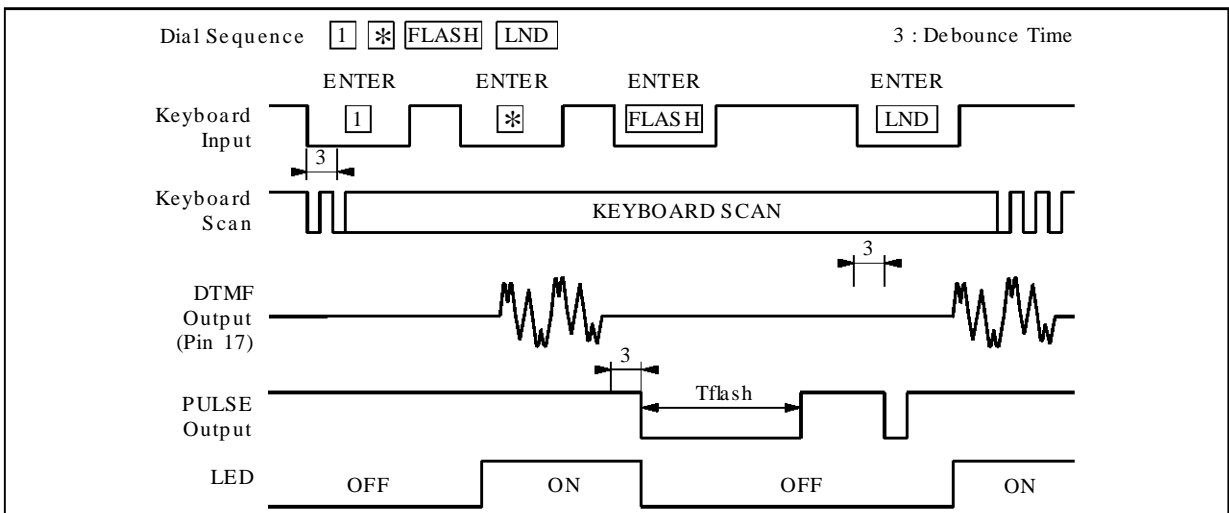 Dial Sequence 1 * FLASH LND 3 : Debounce Time
ENTER ENTER ENTER ENTER
Keyboard Input 1 * FLASH LND
3
Keyboard Scan KEYBOARD SCAN
3
DTMF Output (Pin 17)
3
PULSE Output Tflash
LED OFF ON OFF ON